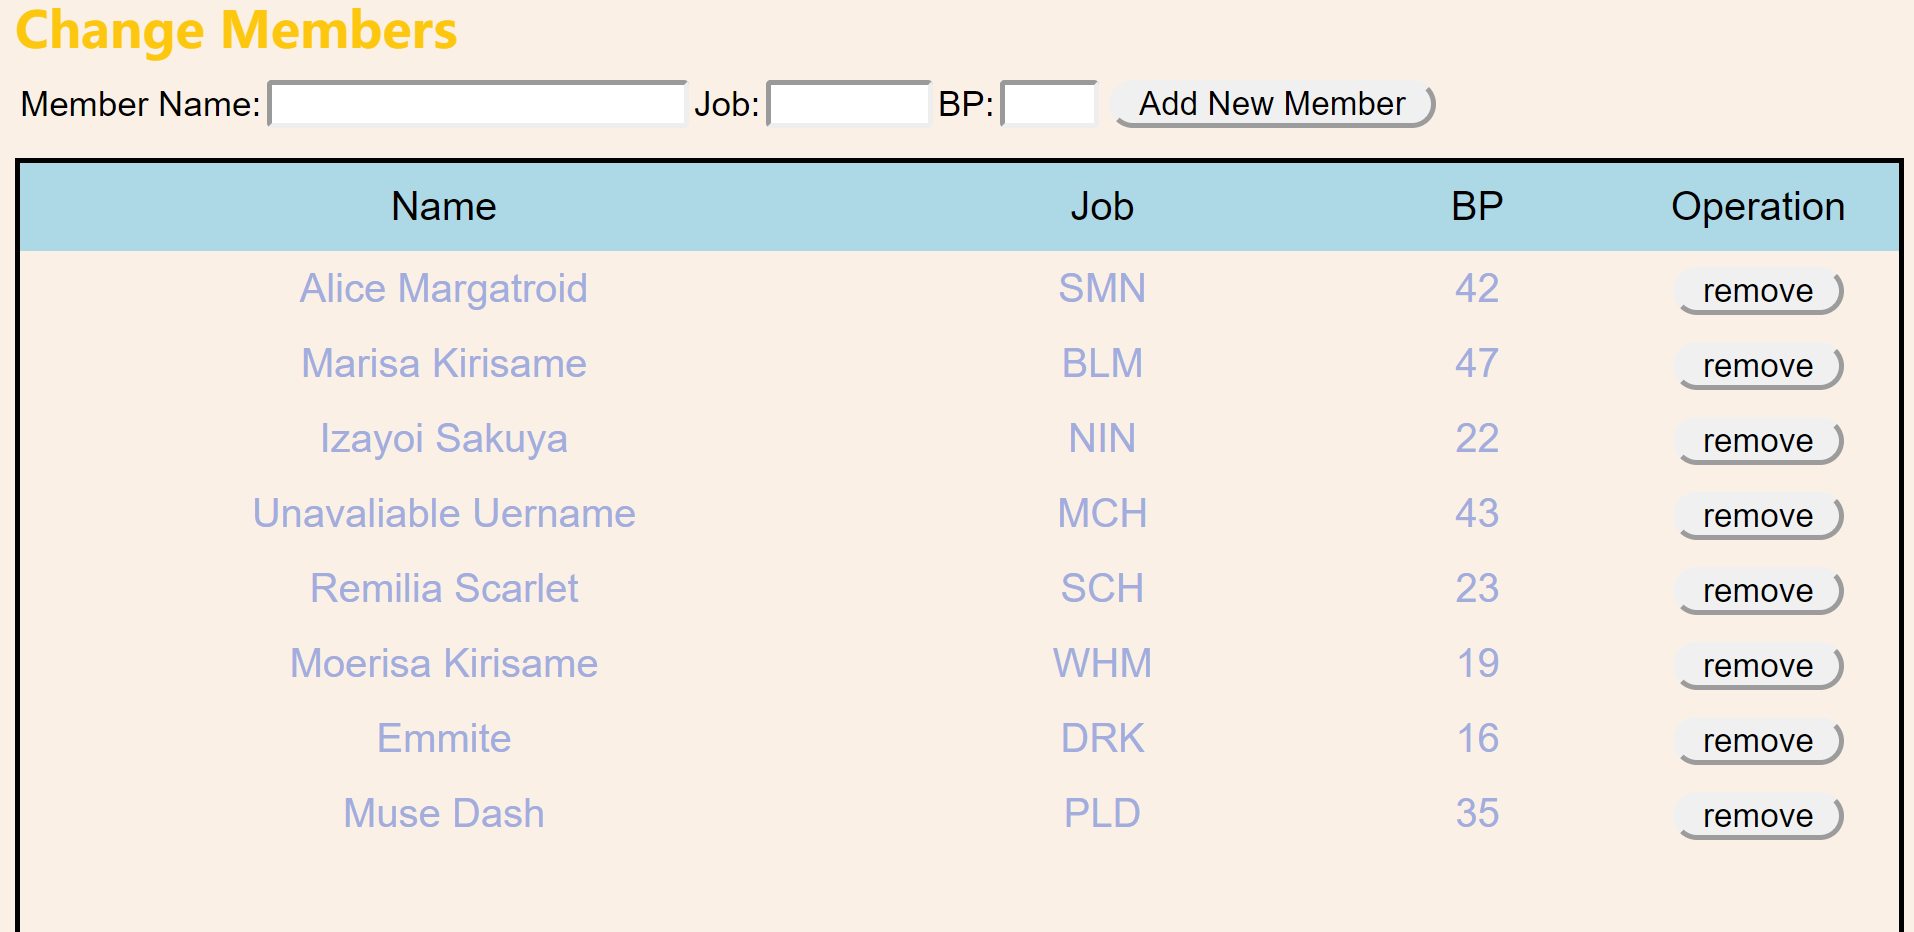 Change Members
Member Name: Job: BP: Add New Member
Name Job BP Operation
Alice Margatroid SMN 42 remove
Marisa Kirisame BLM 47 remove
Izayoi Sakuya NIN 22 remove
Unavaliable Uername MCH 43 remove
Remilia Scarlet SCH 23 remove
Moerisa Kirisame WHM 19 remove
Emmite DRK 16 remove
Muse Dash PLD 35 remove